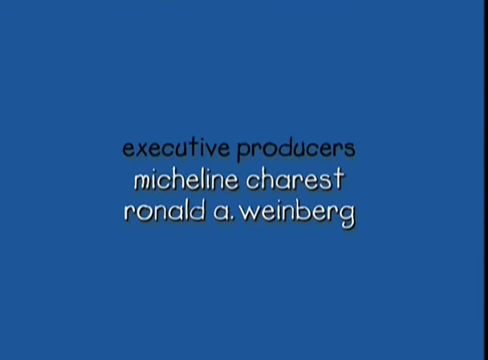 executive producers
micheline charest
ronald a. weinberg